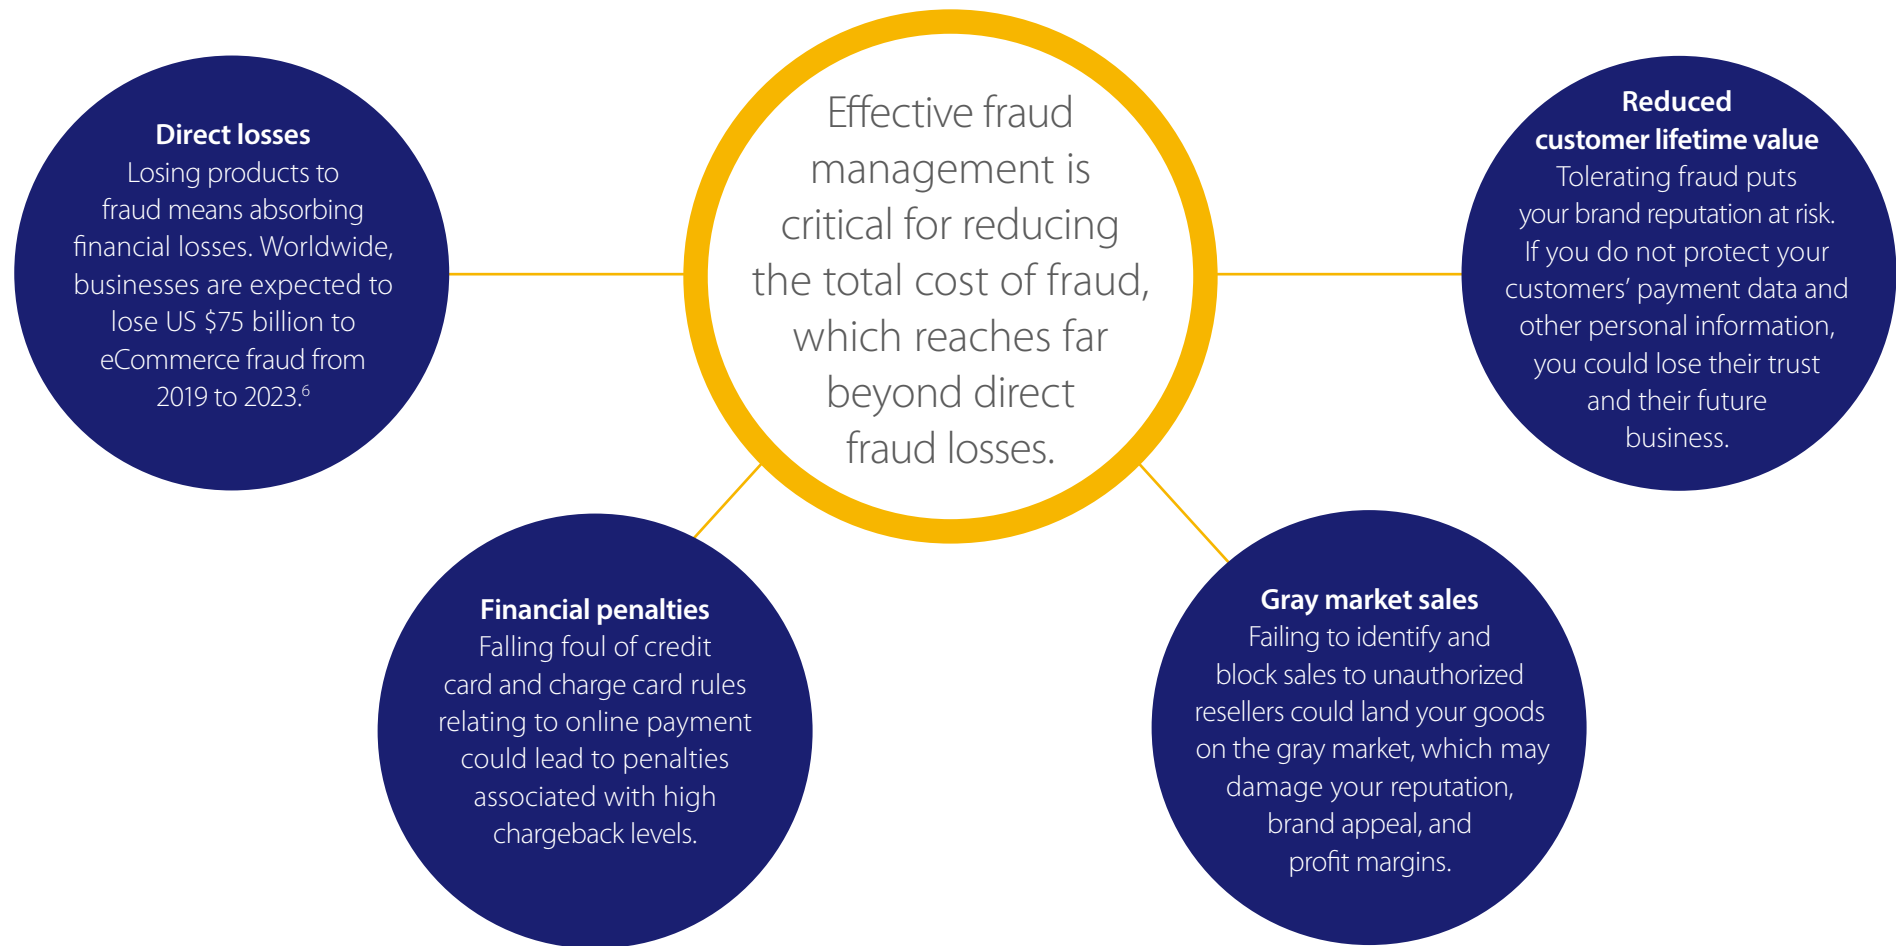 Direct losses
Losing products to
fraud means absorbing
financial losses. Worldwide,
businesses are expected to
lose US $75 billion to
eCommerce fraud from
2019 to 2023.⁶
Effective fraud
management is
critical for reducing
the total cost of fraud,
which reaches far
beyond direct
fraud losses.
Reduced
customer lifetime value
Tolerating fraud puts
your brand reputation at risk.
If you do not protect your
customers’ payment data and
other personal information,
you could lose their trust
and their future
business.
Financial penalties
Falling foul of credit
card and charge card rules
relating to online payment
could lead to penalties
associated with high
chargeback levels.
Gray market sales
Failing to identify and
block sales to unauthorized
resellers could land your goods
on the gray market, which may
damage your reputation,
brand appeal, and
profit margins.